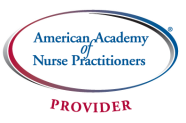 American Academy
of
Nurse Practitioners
®
PROVIDER